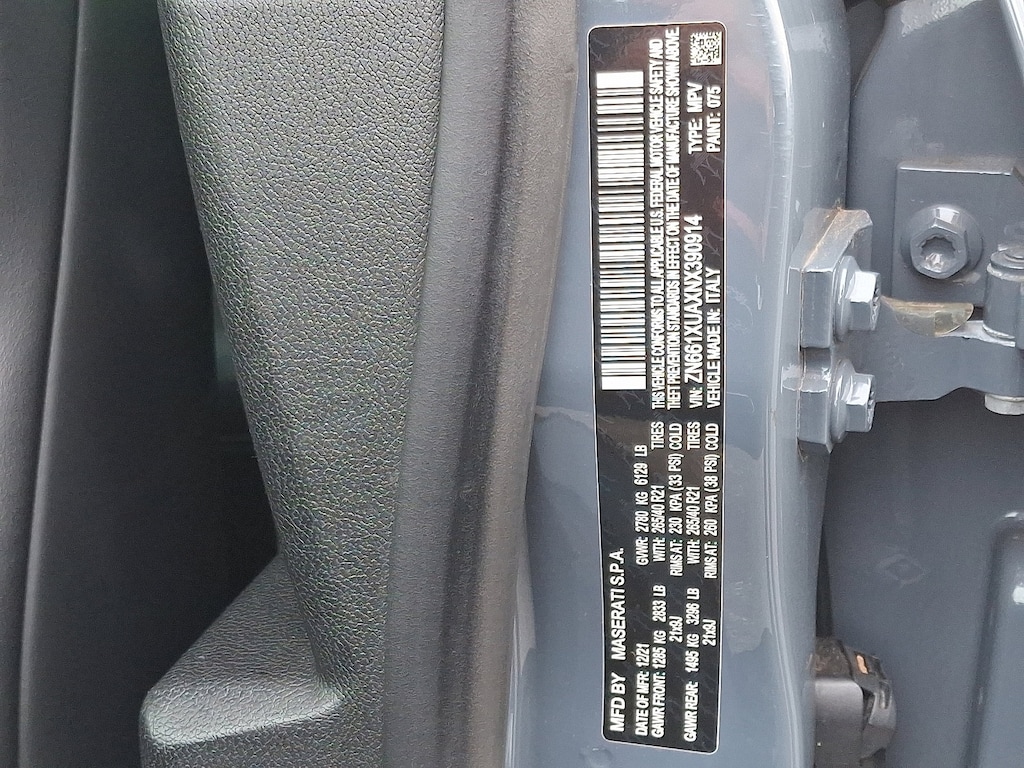 MFD BY MASERATI S.P.A.
DATE OF MFR: 12/21 GVWR: 2780 KG 6129 LB
GAWR FRONT: 1285 KG 2833 LB WITH: 265/40 R21 TIRES
21x9J RIMS AT: 230 KPA (33 PSI) COLD
GAWR REAR: 1495 KG 3296 LB WITH: 295/40 R21 TIRES
RIMS AT: 260 KPA (38 PSI) COLD
THIS VEHICLE CONFORMS TO ALL APPLICABLE U.S. FEDERAL MOTOR VEHICLE SAFETY AND
THEFT PREVENTION STANDARDS IN EFFECT ON THE DATE OF MANUFACTURE SHOWN ABOVE
VIN: ZN661XUAXNX390914 TYPE: MPV
VEHICLE MADE IN: ITALY PAINT: 075